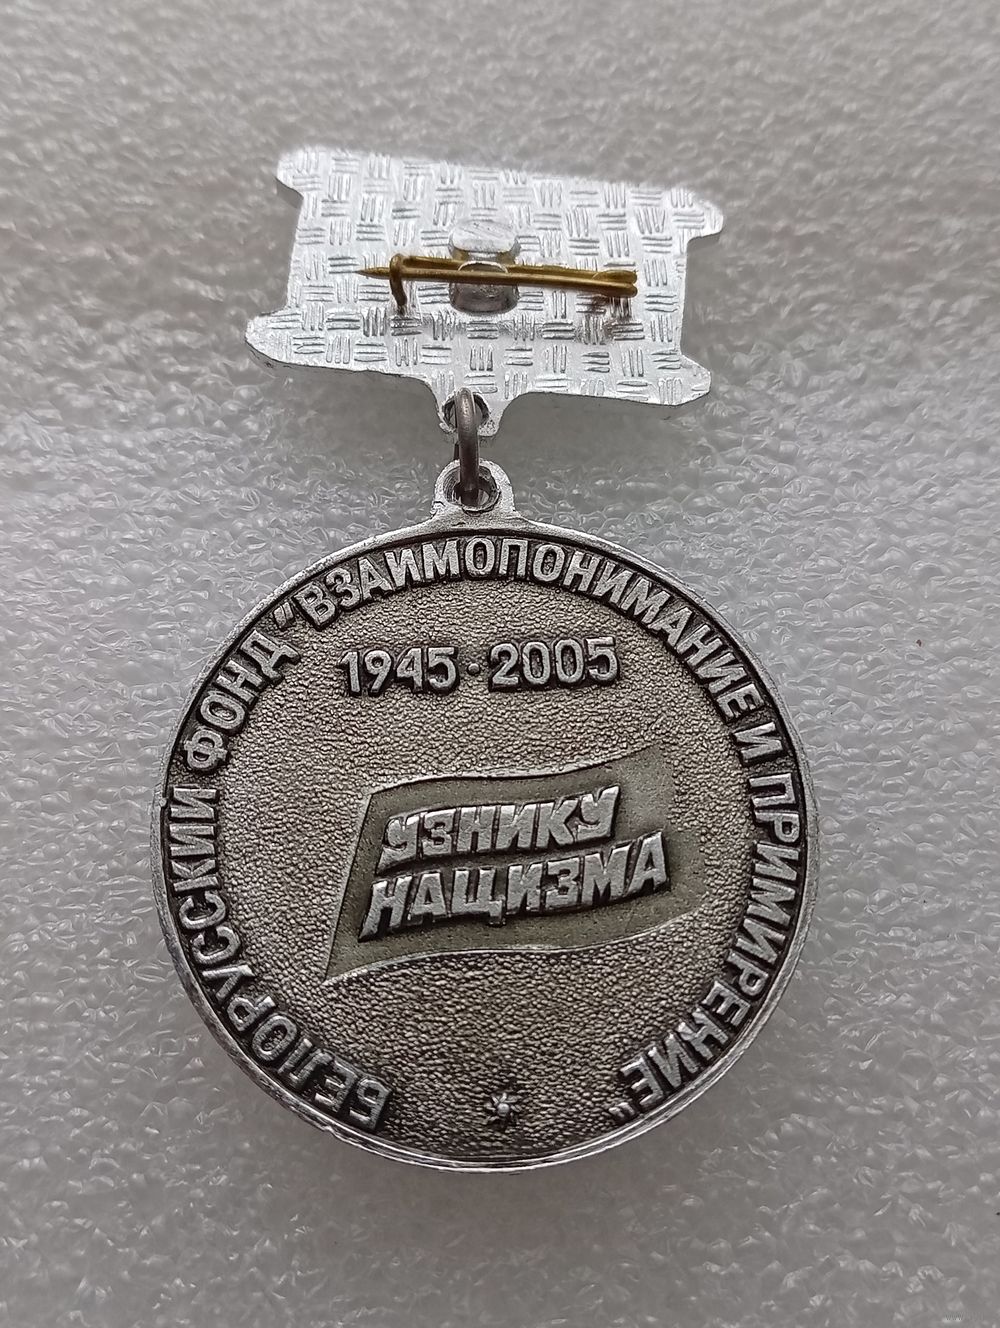 БЕЛОРУССКИЙ ФОНД "ВЗАИМОПОНИМАНИЕ И ПРИМИРЕНИЕ"
1945·2005
УЗНИКУ
НАЦИЗМА